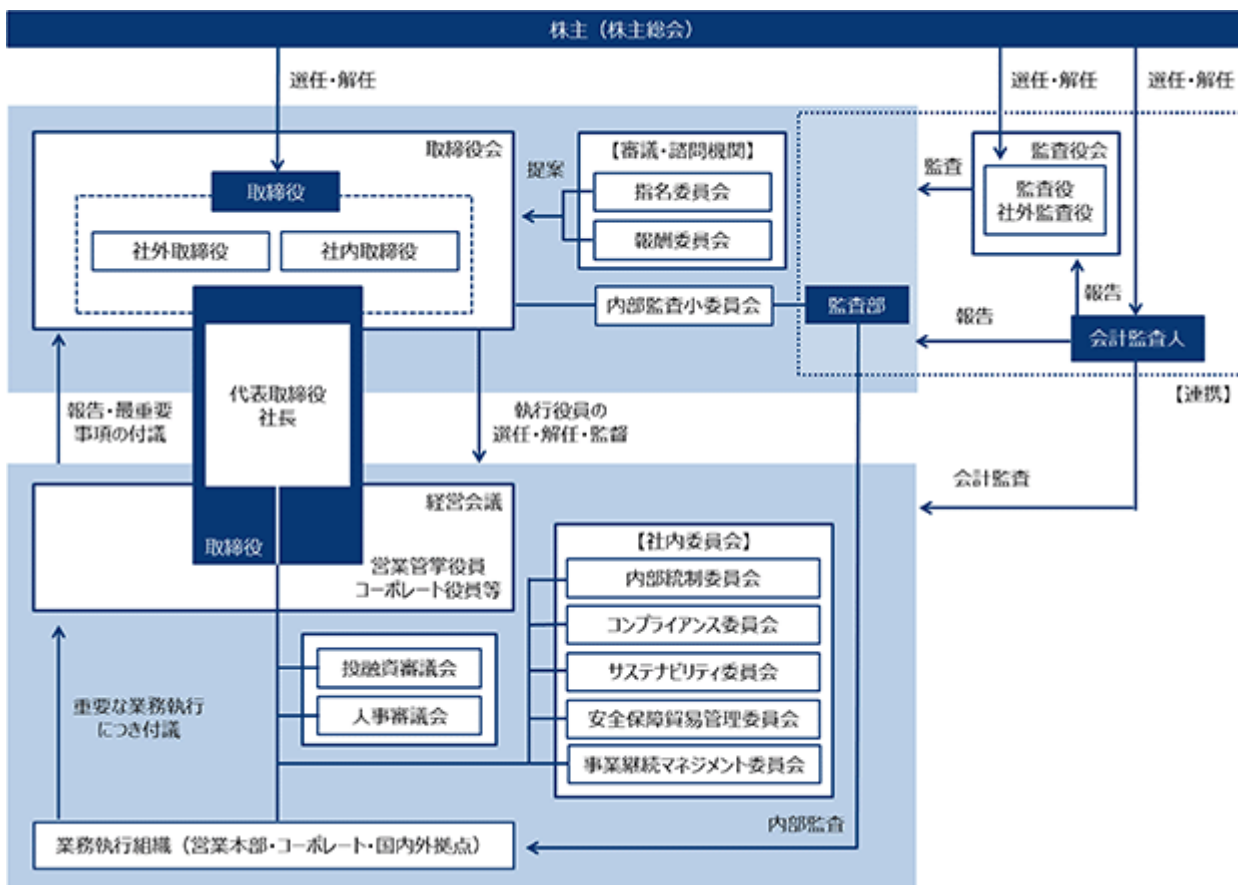 株主（株主総会）
選任・解任
選任・解任
選任・解任
取締役会
取締役
社外取締役
社内取締役
提案
【審議・諮問機関】
指名委員会
報酬委員会
監査
監査役会
監査役
社外監査役
内部監査小委員会
監査部
報告
報告
会計監査人
【連携】
報告・最重要
事項の付議
代表取締役
社長
執行役員の
選任・解任・監督
会計監査
経営会議
取締役
営業管掌役員
コーポレート役員等
【社内委員会】
内部統制委員会
コンプライアンス委員会
サステナビリティ委員会
安全保障貿易管理委員会
事業継続マネジメント委員会
投融資審議会
人事審議会
重要な業務執行
につき付議
内部監査
業務執行組織（営業本部・コーポレート・国内外拠点）